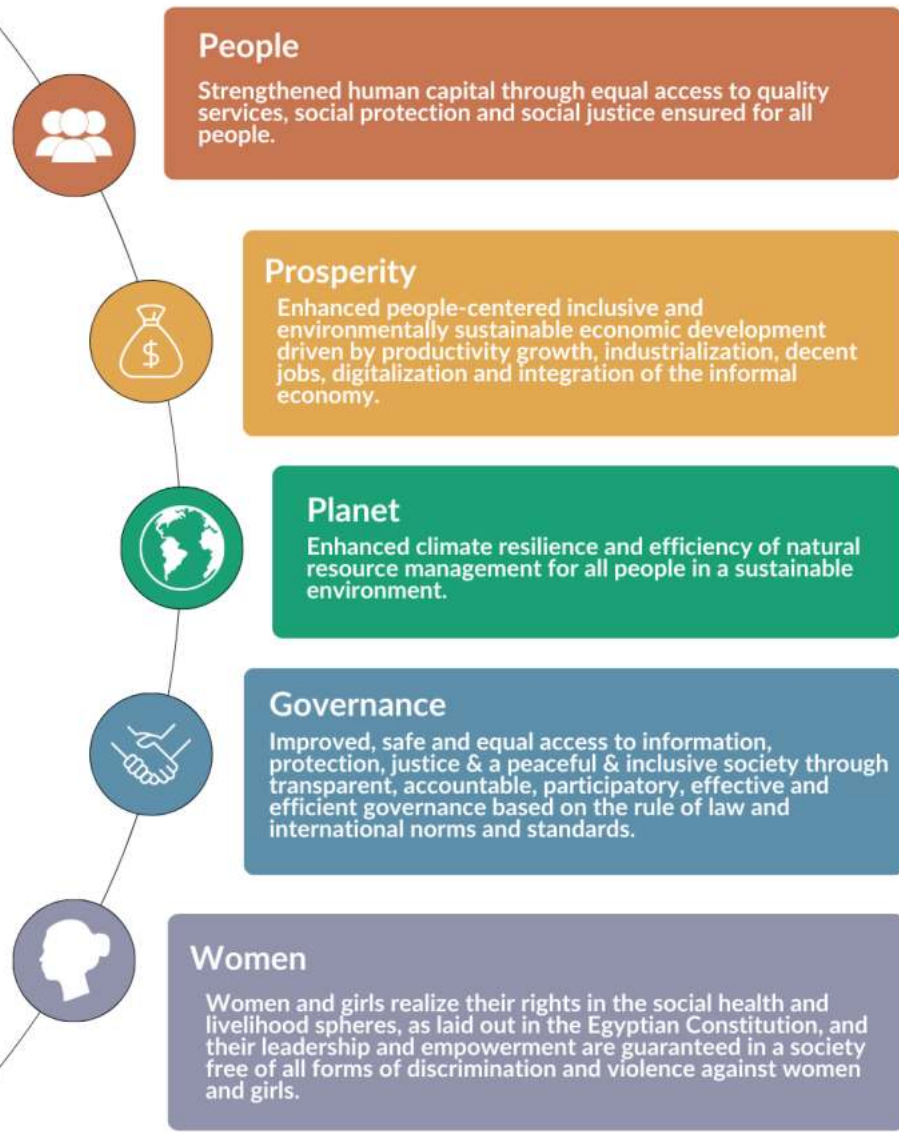 People
Strengthened human capital through equal access to quality
services, social protection and social justice ensured for all
people.
Prosperity
Enhanced people-centered inclusive and
environmentally sustainable economic development
driven by productivity growth, industrialization, decent
jobs, digitalization and integration of the informal
economy.
$
Planet
Enhanced climate resilience and efficiency of natural
resource management for all people in a sustainable
environment.
Governance
Improved, safe and equal access to information,
protection, justice & a peaceful & inclusive society through
transparent, accountable, participatory, effective and
efficient governance based on the rule of law and
international norms and standards.
Women
Women and girls realize their rights in the social health and
livelihood spheres, as laid out in the Egyptian Constitution, and
their leadership and empowerment are guaranteed in a society
free of all forms of discrimination and violence against women
and girls.